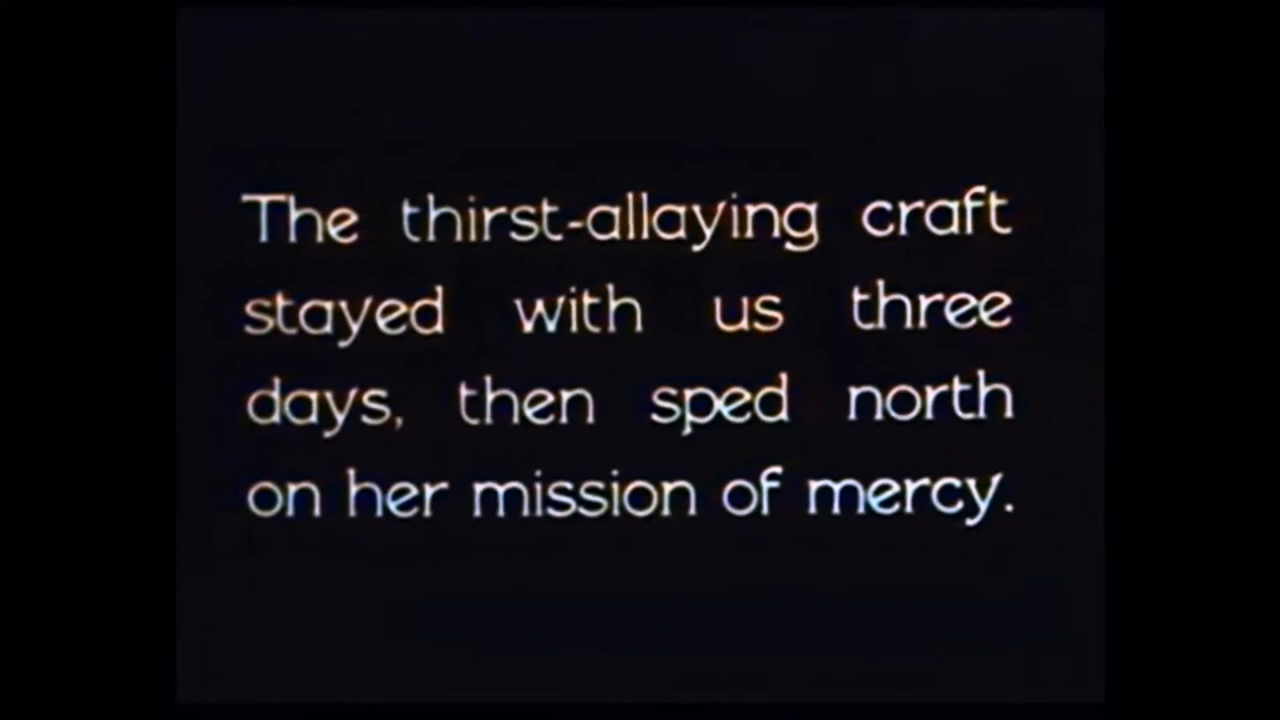 The thirst-allaying craft
stayed with us three
days, then sped north
on her mission of mercy.